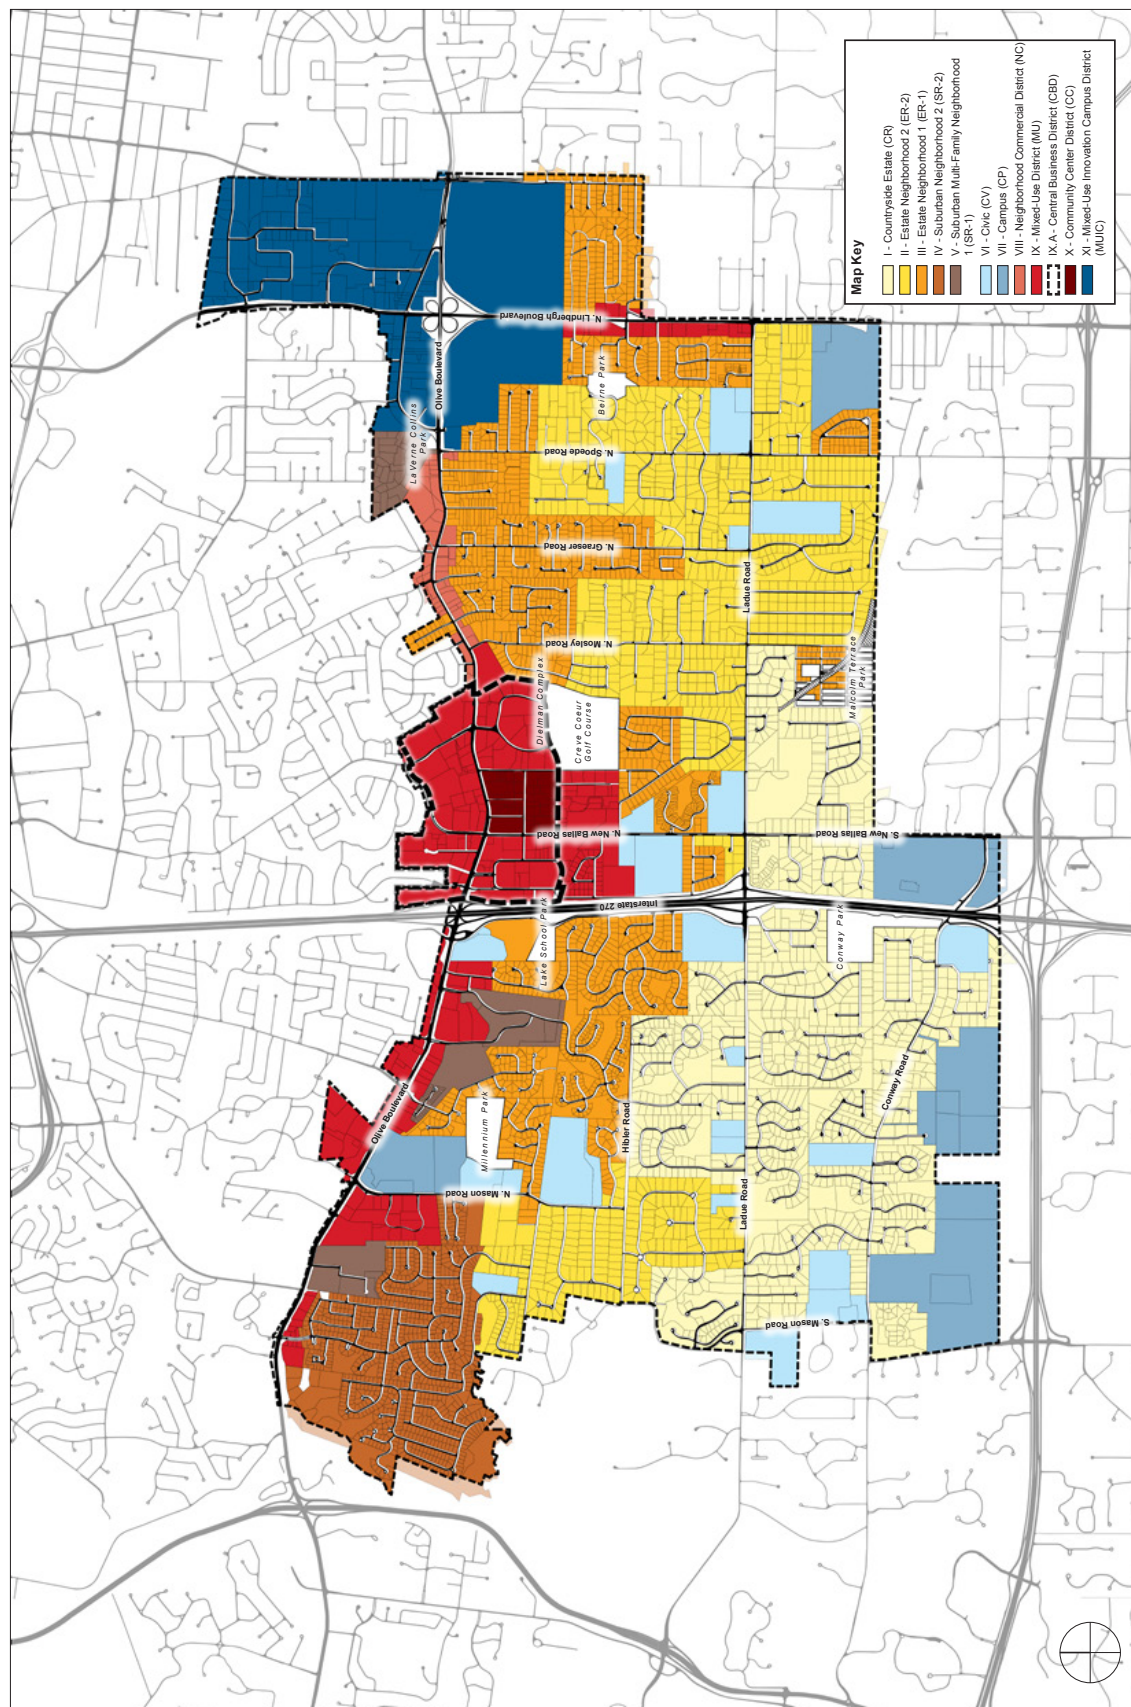 Map Key
I - Countryside Estate (CR)
II - Estate Neighborhood 2 (ER-2)
III - Estate Neighborhood 1 (ER-1)
IV - Suburban Neighborhood 2 (SR-2)
V - Suburban Multi-Family Neighborhood
1 (SR-1)
VI - Civic (CV)
VII - Campus (CP)
VIII - Neighborhood Commercial District (NC)
IX - Mixed-Use District (MU)
IX.A - Central Business District (CBD)
X - Community Center District (CC)
XI - Mixed-Use Innovation Campus District
(MUIC)
N. Lindbergh Boulevard
Olive Boulevard
LaVerne Collins
Park
Beirne Park
N. Spoede Road
N. Graeser Road
Ladue Road
N. Mosley Road
Malcolm Terrace
Park
Dielman Complex
Creve Coeur
Golf Course
N. New Ballas Road
S. New Ballas Road
Interstate 270
Lake School Park
Conway Park
Olive Boulevard
Millennium Park
Hibler Road
Conway Road
N. Mason Road
Ladue Road
S. Mason Road